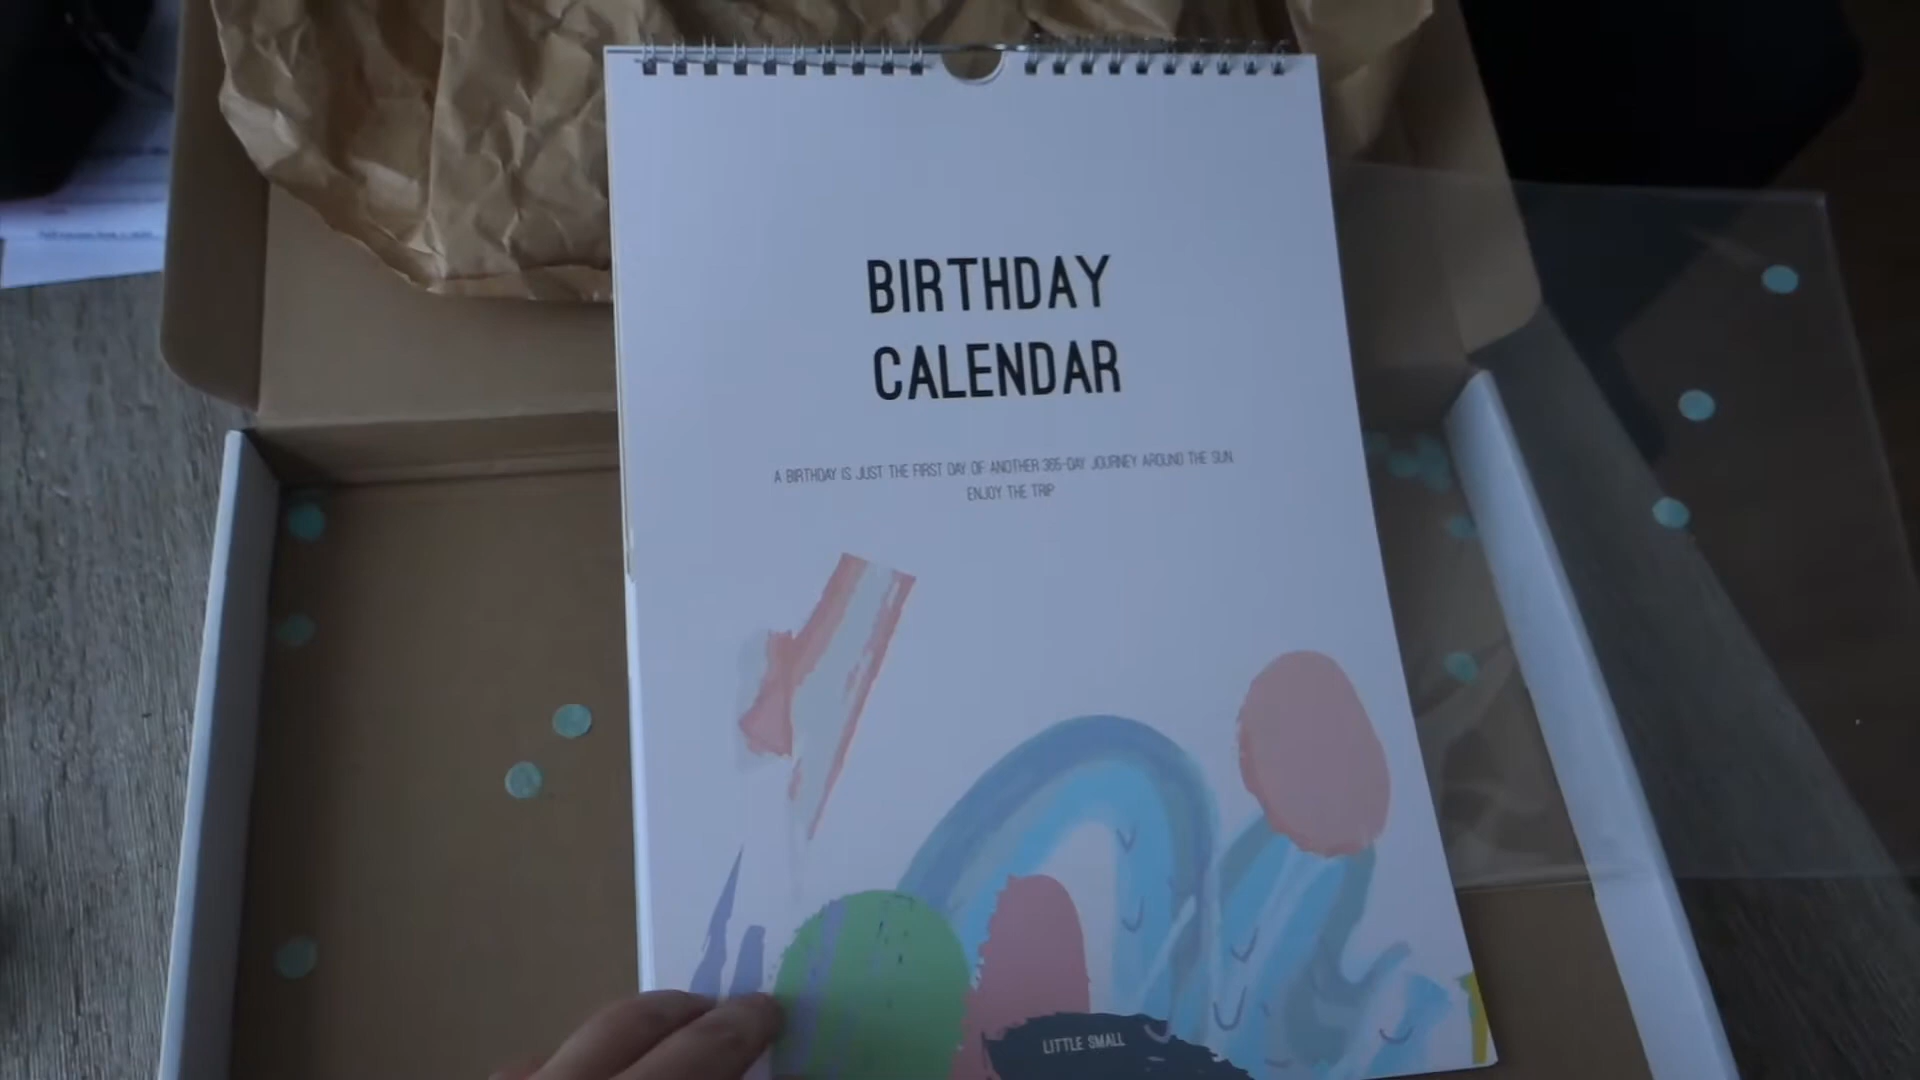 BIRTHDAY
CALENDAR
A BIRTHDAY IS JUST THE FIRST DAY OF ANOTHER 365-DAY JOURNEY AROUND THE SUN.
ENJOY THE TRIP
LITTLE SMALL